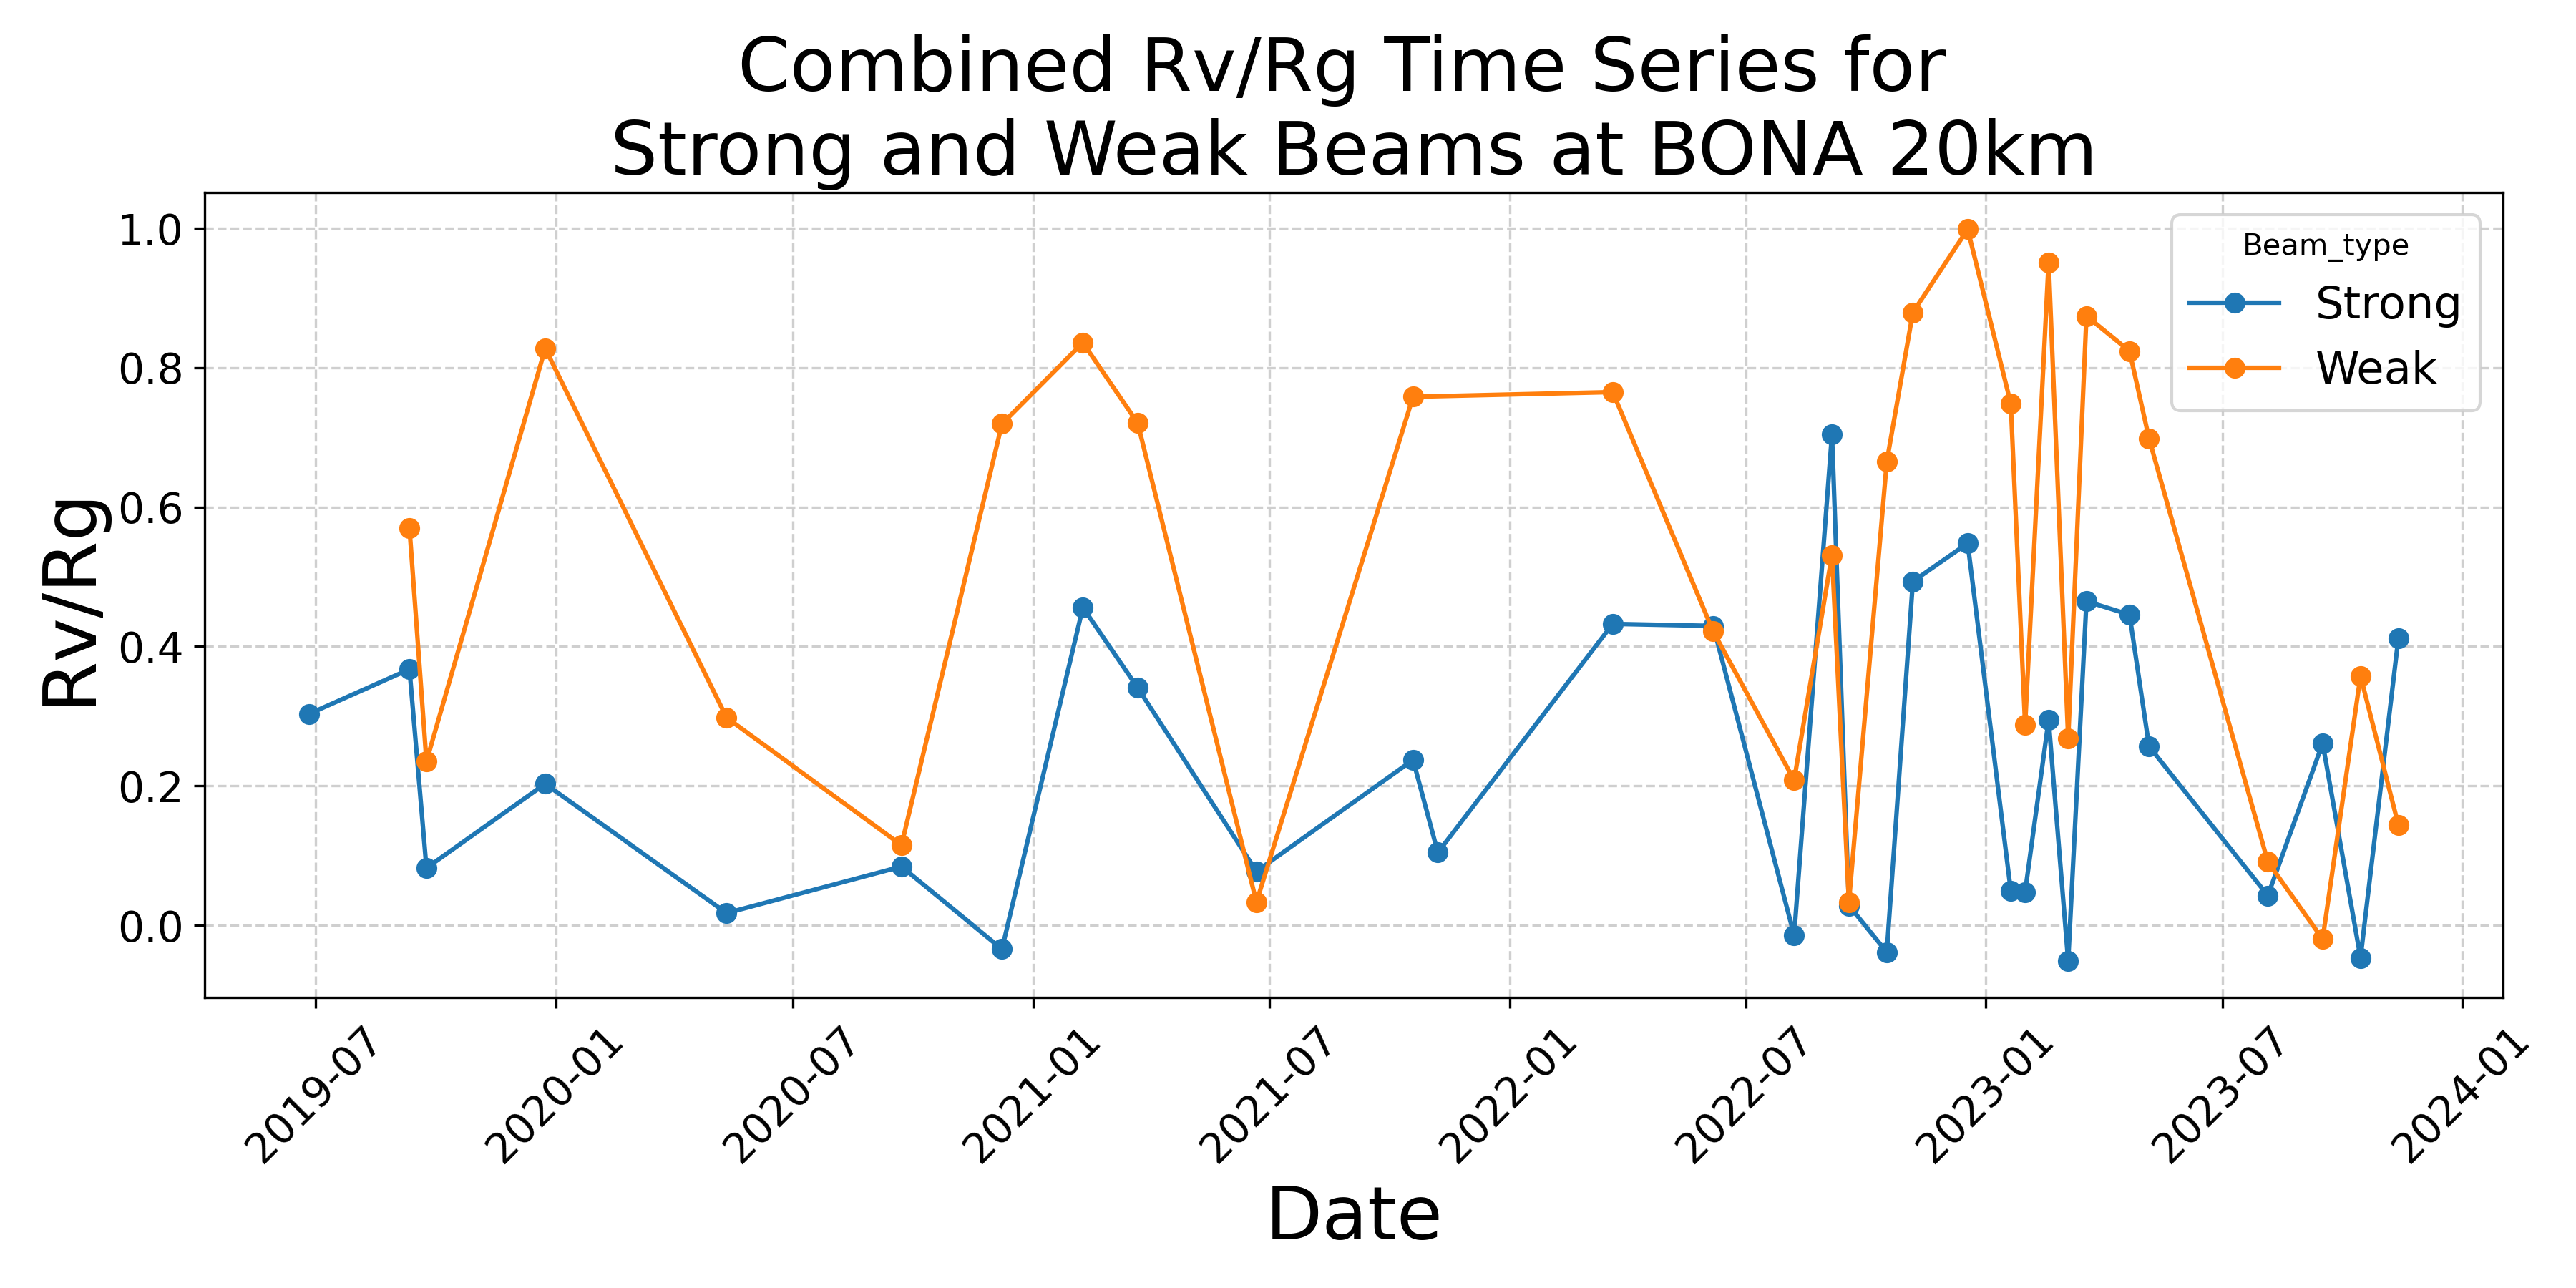 Combined Rv/Rg Time Series for
Strong and Weak Beams at BONA 20km
Rv/Rg
1.0
0.8
0.6
0.4
0.2
0.0
Beam_type
Strong
Weak
2019-07
2020-01
2020-07
2021-01
2021-07
2022-01
2022-07
2023-01
2023-07
2024-01
Date